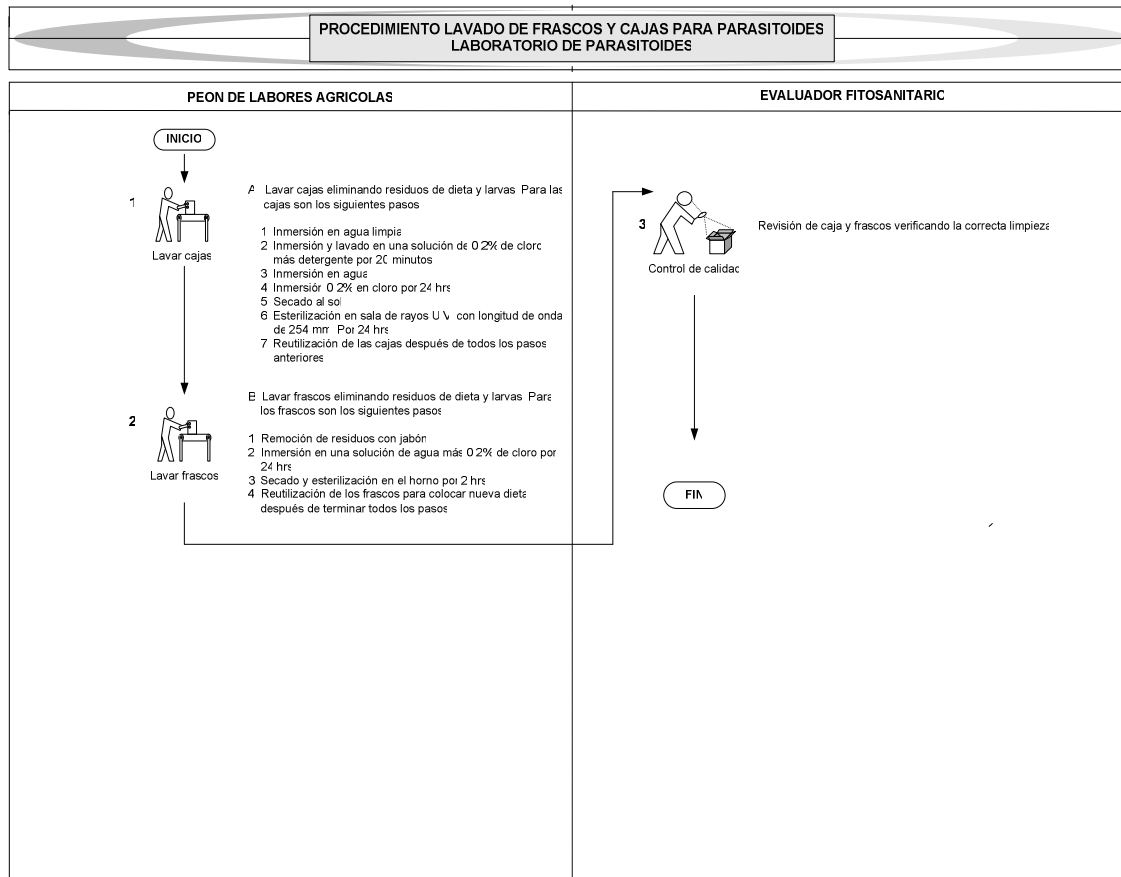 PROCEDIMIENTO LAVADO DE FRASCOS Y CAJAS PARA PARASITOIDES
LABORATORIO DE PARASITOIDES
PEON DE LABORES AGRICOLAS
EVALUADOR FITOSANITARIO
INICIO
1
Lavar cajas
A Lavar cajas eliminando residuos de dieta y larvas Para las
cajas son los siguientes pasos
1 Inmersión en agua limpia
2 Inmersión y lavado en una solución de 0.2% de cloro
más detergente por 20 minutos
3 Inmersión en agua
4 Inmersión 0.2% en cloro por 24 hrs
5 Secado al sol
6 Esterilización en sala de rayos U.V. con longitud de onda
de 254 mm Por 24 hrs
7 Reutilización de las cajas después de todos los pasos
anteriores
2
Lavar frascos
B Lavar frascos eliminando residuos de dieta y larvas Para
los frascos son los siguientes pasos
1 Remoción de residuos con jabón
2 Inmersión en una solución de agua más 0.2% de cloro por
24 hrs
3 Secado y esterilización en el horno por 2 hrs
4 Reutilización de los frascos para colocar nueva dieta
después de terminar todos los pasos
3
Control de calidad
Revisión de caja y frascos verificando la correcta limpieza
FIN